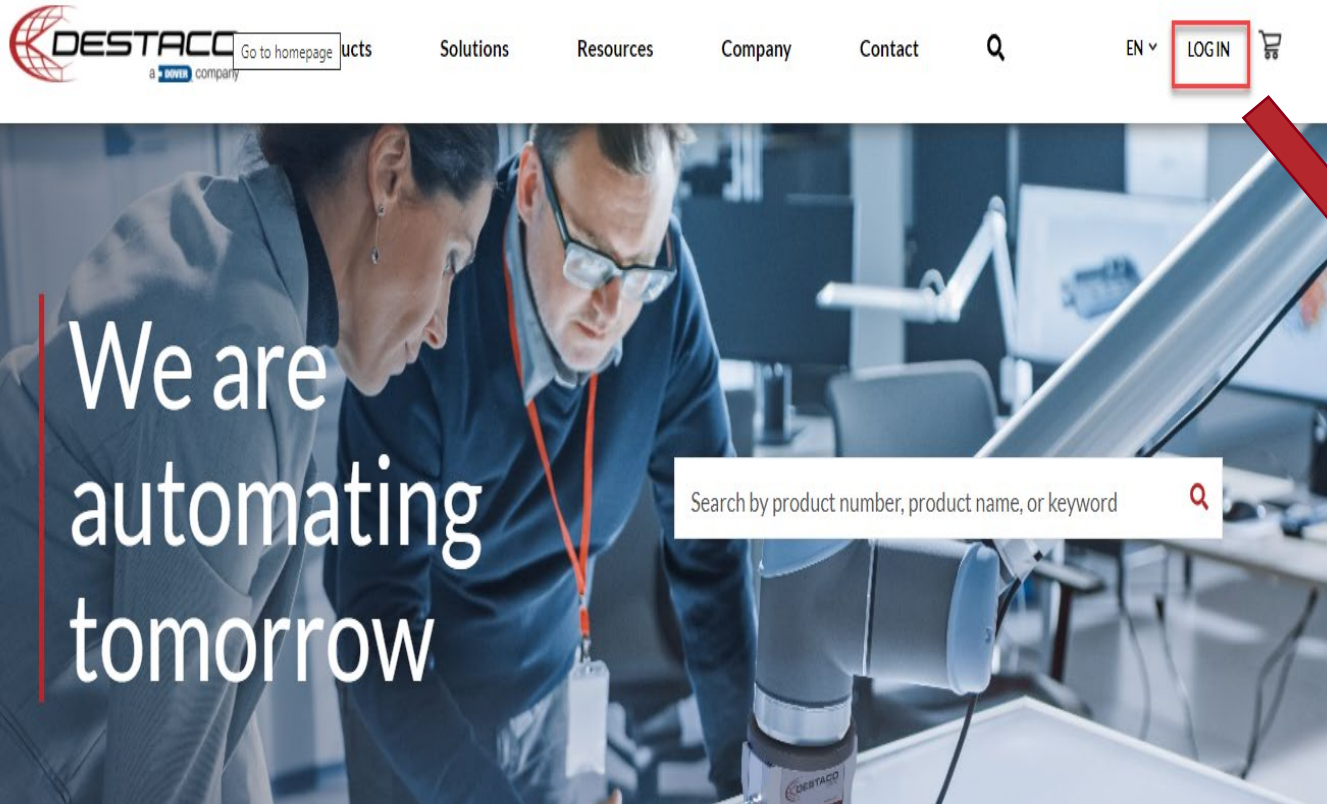 DESTACO
a DOVER company
Go to homepage
ucts
Solutions
Resources
Company
Contact
EN
LOG IN
We are
automating
tomorrow
Search by product number, product name, or keyword
DESTACO